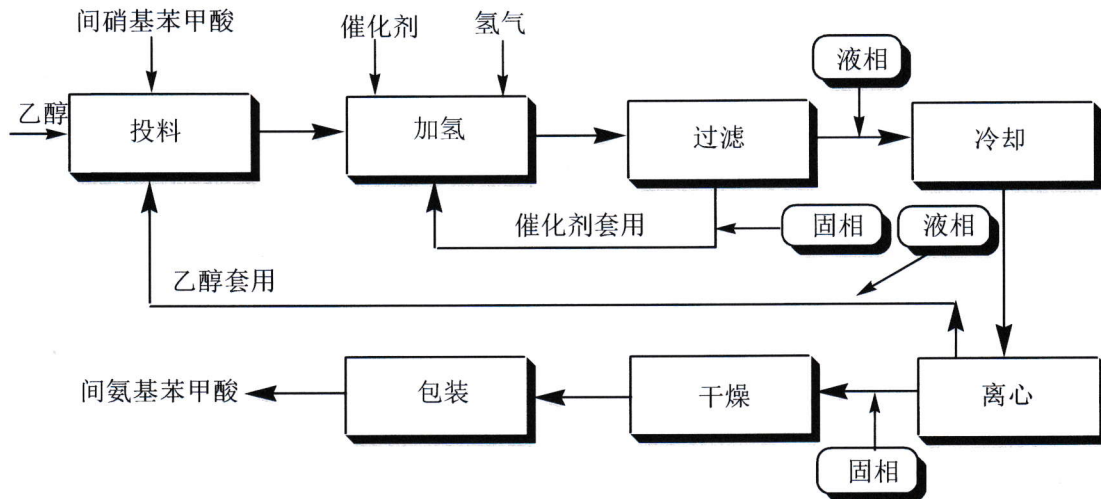 间硝基苯甲酸
催化剂
氢气
液相
乙醇
投料
加氢
过滤
冷却
催化剂套用
固相
液相
乙醇套用
间氨基苯甲酸
包装
干燥
离心
固相